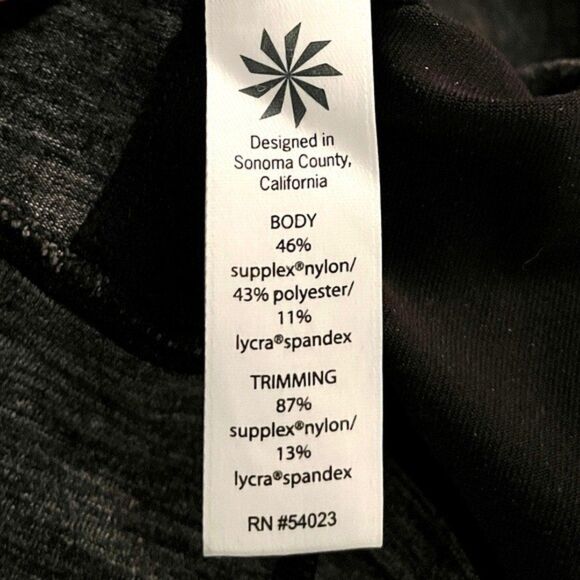 Designed in
Sonoma County,
California
BODY
46%
supplex®nylon/
43% polyester/
11%
lycra®spandex
TRIMMING
87%
supplex®nylon/
13%
lycra®spandex
RN #54023